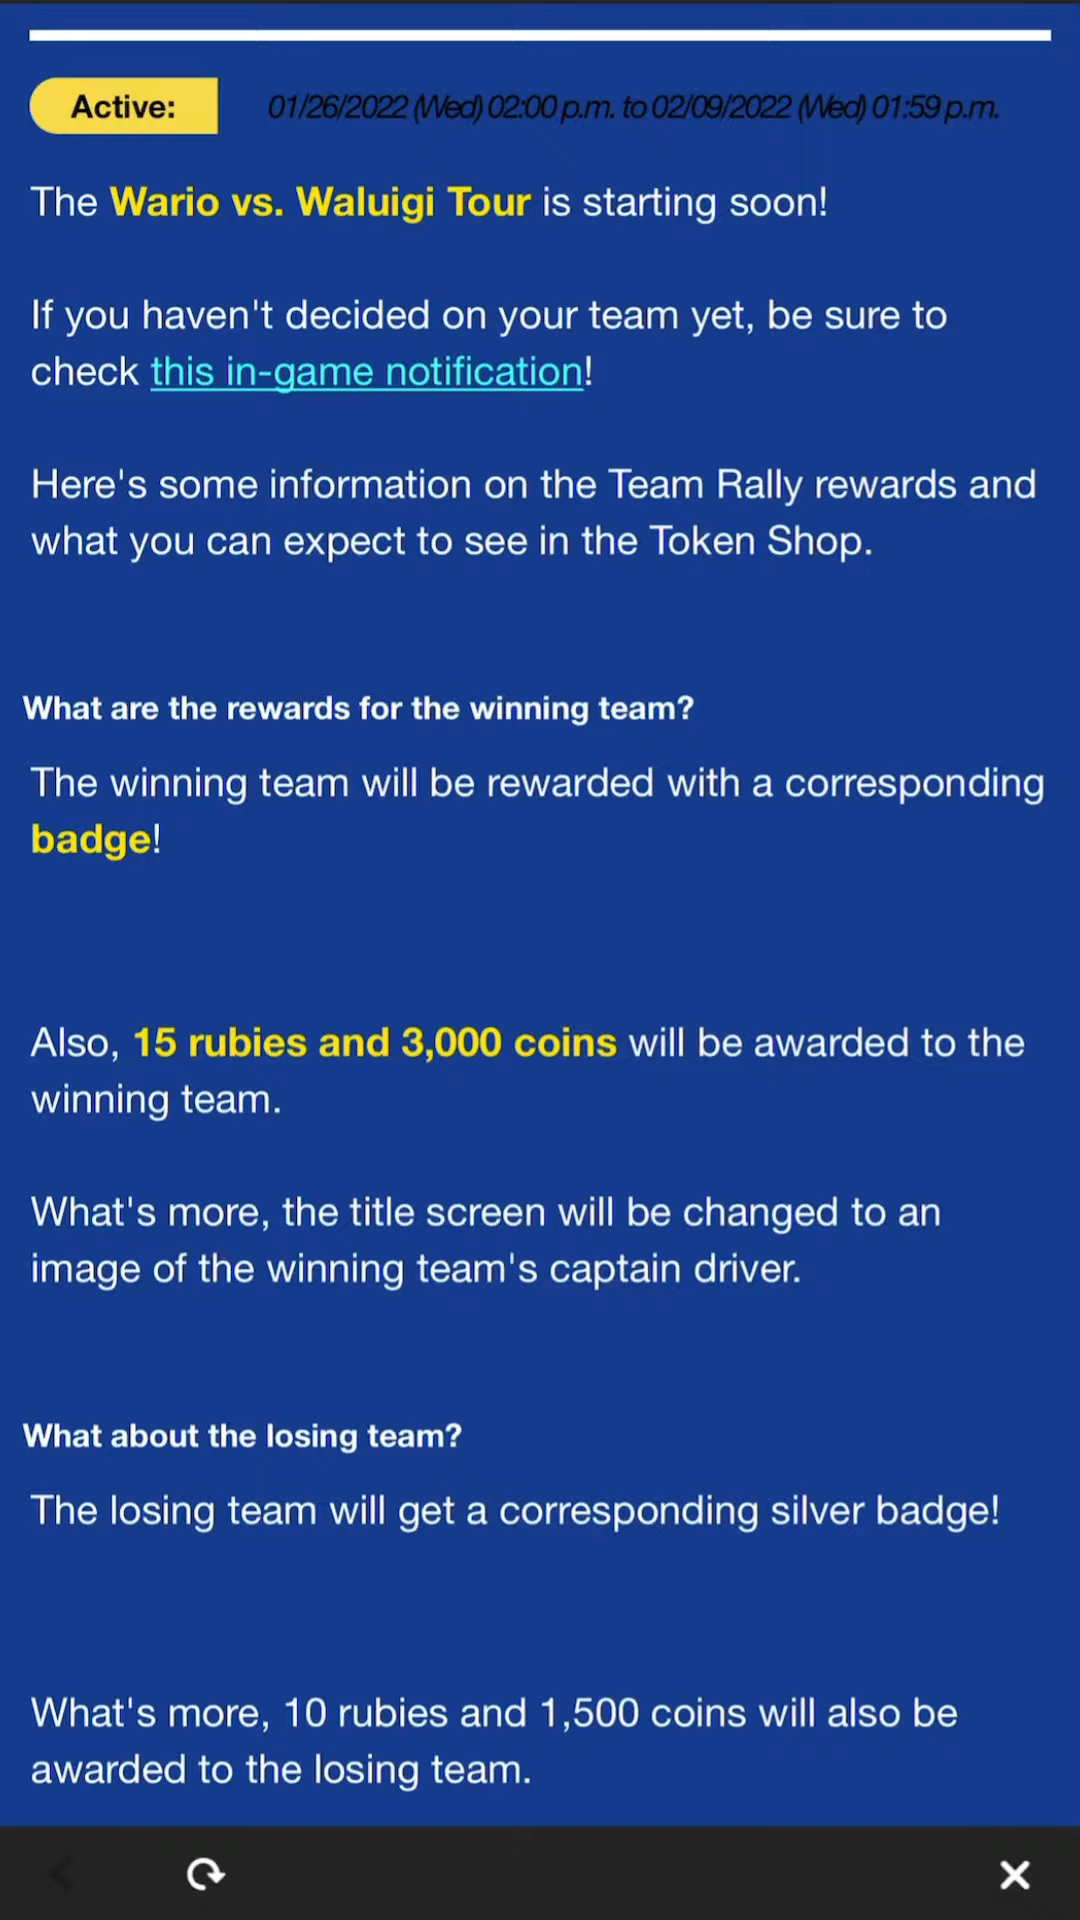 Active: 01/26/2022 (Wed) 02:00 p.m. to 02/09/2022 (Wed) 01:59 p.m.
The Wario vs. Waluigi Tour is starting soon!
If you haven't decided on your team yet, be sure to
check this in-game notification!
Here's some information on the Team Rally rewards and
what you can expect to see in the Token Shop.
What are the rewards for the winning team?
The winning team will be rewarded with a corresponding
badge!
Also, 15 rubies and 3,000 coins will be awarded to the
winning team.
What's more, the title screen will be changed to an
image of the winning team's captain driver.
What about the losing team?
The losing team will get a corresponding silver badge!
What's more, 10 rubies and 1,500 coins will also be
awarded to the losing team.